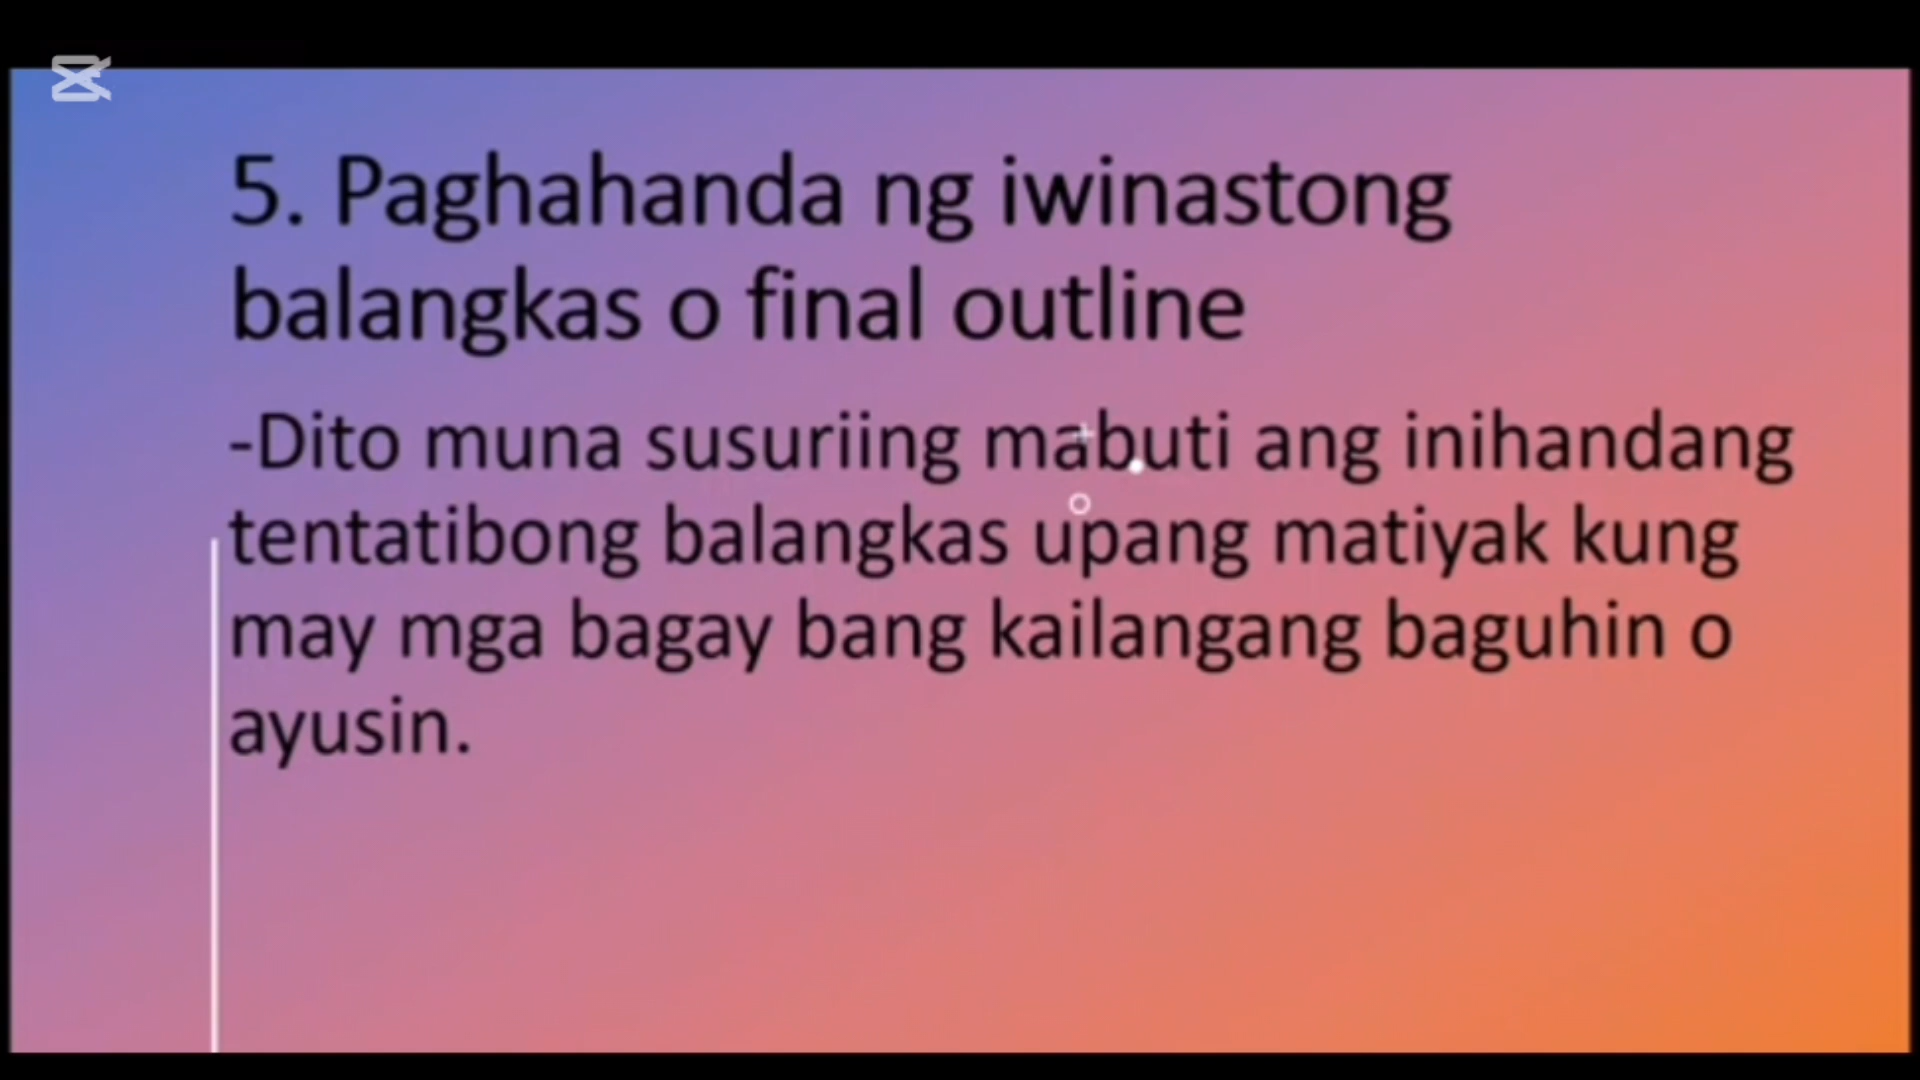 5. Paghahanda ng iwinastong
balangkas o final outline
-Dito muna susuriing mabuti ang inihandang
tentatibong balangkas upang matiyak kung
may mga bagay bang kailangang baguhin o
ayusin.